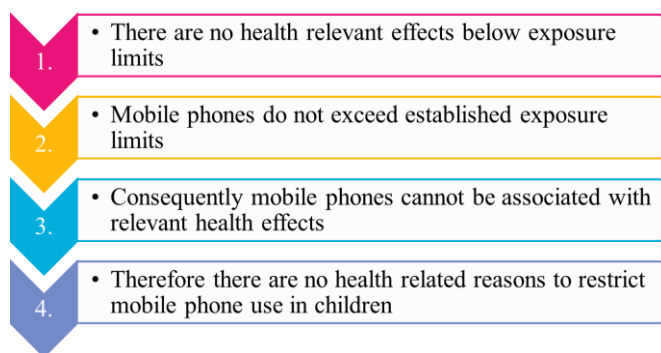 1.
• There are no health relevant effects below exposure
limits
2.
• Mobile phones do not exceed established exposure
limits
3.
• Consequently mobile phones cannot be associated with
relevant health effects
4.
• Therefore there are no health related reasons to restrict
mobile phone use in children